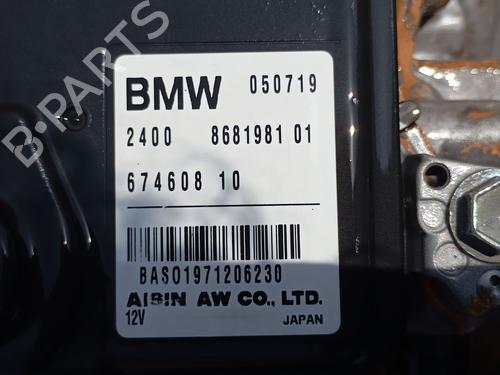 B-PARTS
BMW 050719
2400 8681981 01
674608 10
BAS01971206230
AISIN AW CO., LTD.
12V JAPAN